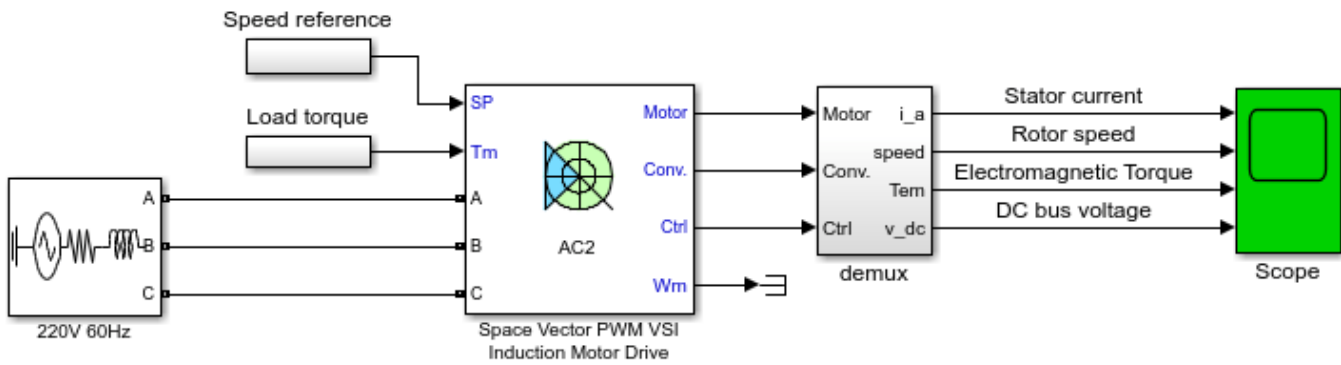 Speed reference
Load torque
A
B
C
220V 60Hz
SP
Tm
A
B
C
Motor
Conv.
Ctrl
Wm
AC2
Space Vector PWM VSI
Induction Motor Drive
Motor
Conv.
Ctrl
i_a
speed
Tem
v_dc
demux
Stator current
Rotor speed
Electromagnetic Torque
DC bus voltage
Scope